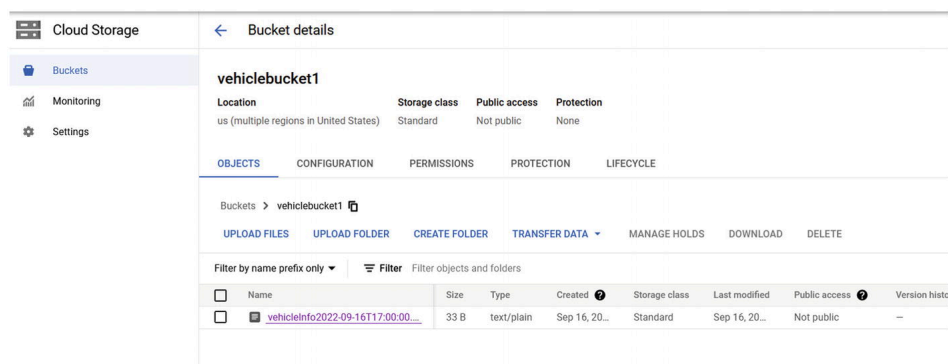 Cloud Storage
Bucket details
Buckets
Monitoring
Settings
vehiclebucket1
Location Storage class Public access Protection
us (multiple regions in United States) Standard Not public None
OBJECTS CONFIGURATION PERMISSIONS PROTECTION LIFECYCLE
Buckets > vehiclebucket1
UPLOAD FILES UPLOAD FOLDER CREATE FOLDER TRANSFER DATA MANAGE HOLDS DOWNLOAD DELETE
Filter by name prefix only Filter Filter objects and folders
Name Size Type Created Storage class Last modified Public access Version histo
vehicleInfo2022-09-16T17:00:00.... 33 B text/plain Sep 16, 20... Standard Sep 16, 20... Not public —